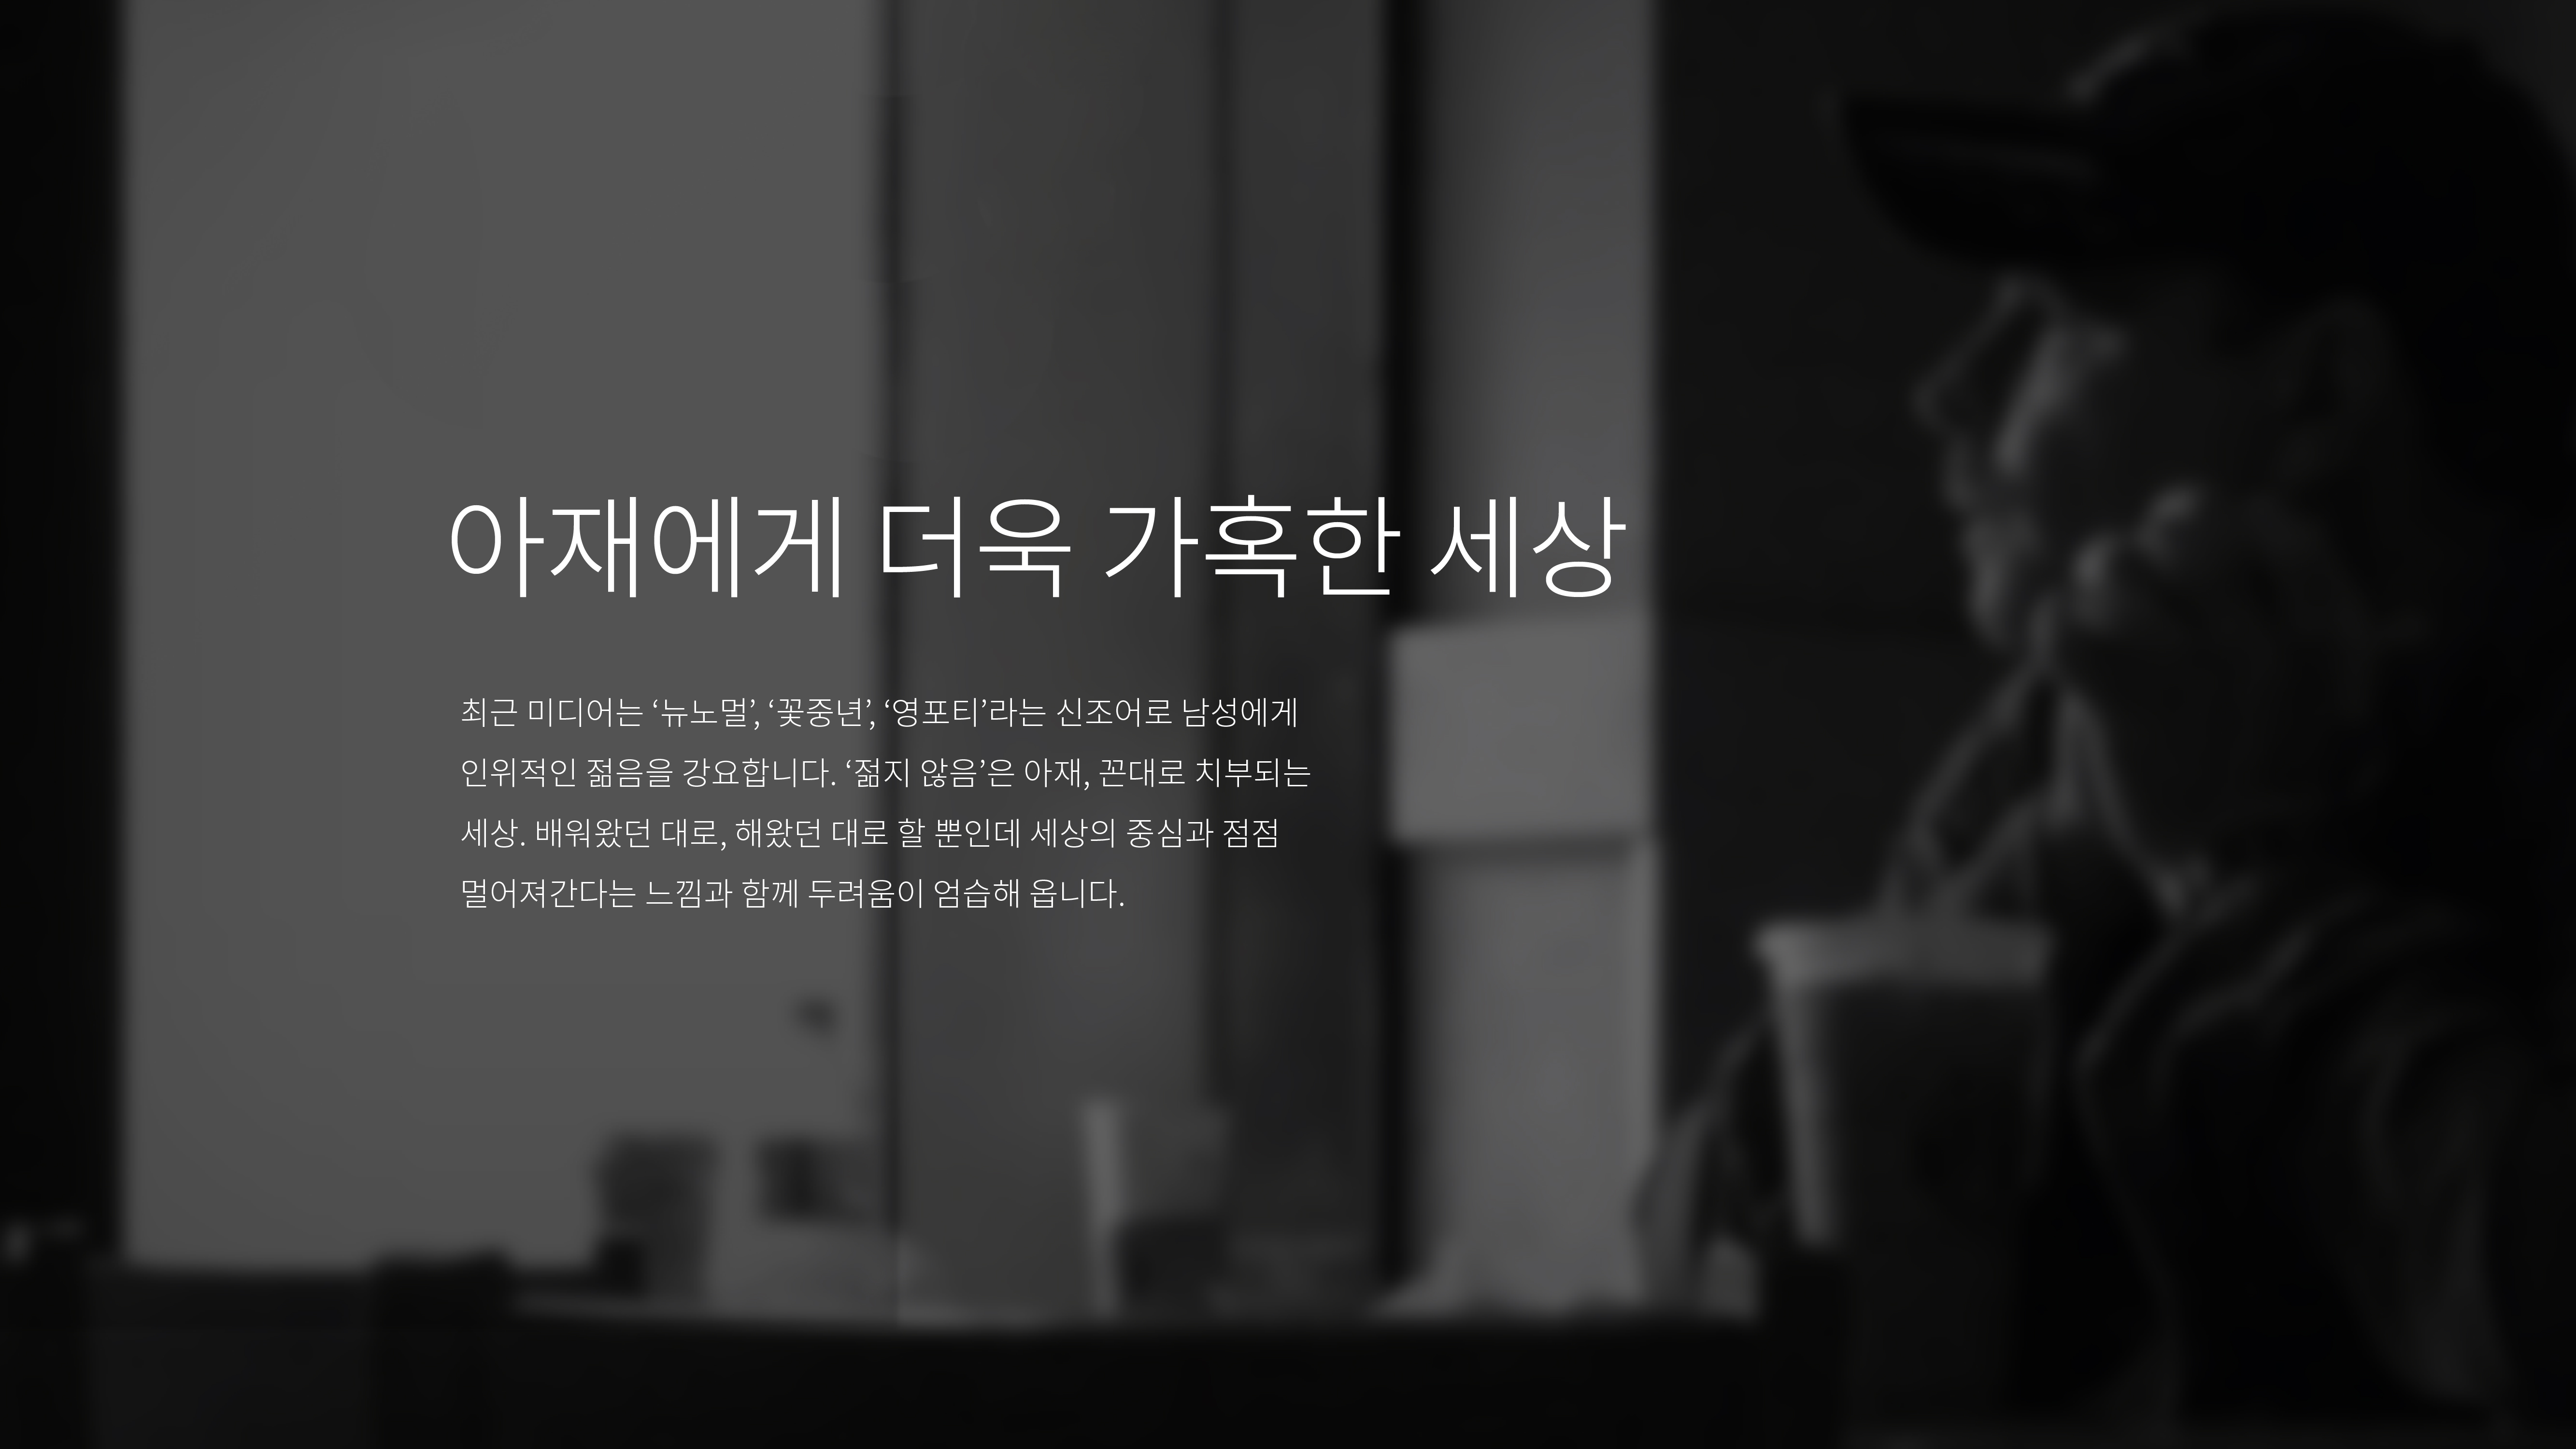 아재에게 더욱 가혹한 세상
최근 미디어는 ‘뉴노멀’, ‘꽃중년’, ‘영포티’라는 신조어로 남성에게
인위적인 젊음을 강요합니다. ‘젊지 않음’은 아재, 꼰대로 치부되는
세상. 배워왔던 대로, 해왔던 대로 할 뿐인데 세상의 중심과 점점
멀어져간다는 느낌과 함께 두려움이 엄습해 옵니다.